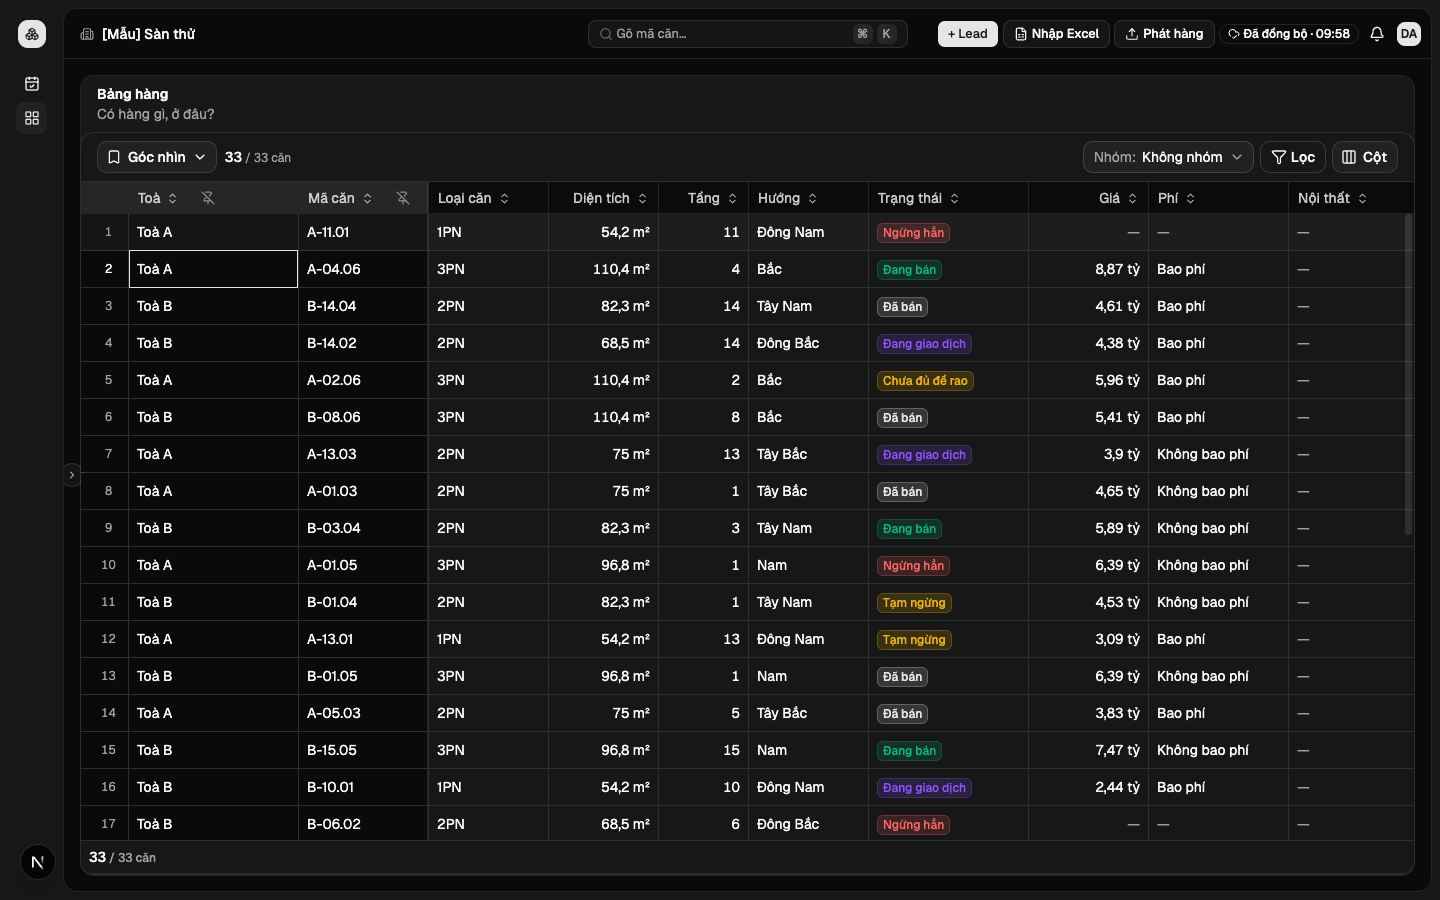 [Mẫu] Sàn thử
Gõ mã căn... ⌘ K
+ Lead
Nhập Excel
Phát hàng
Đã đồng bộ · 09:58
DA
Bảng hàng
Có hàng gì, ở đâu?
Góc nhìn 33 / 33 căn
Nhóm: Không nhóm
Lọc
Cột
Toà Mã căn Loại căn Diện tích Tầng Hướng Trạng thái Giá Phí Nội thất
1 Toà A A-11.01 1PN 54,2 m² 11 Đông Nam Ngừng hẳn — — —
2 Toà A A-04.06 3PN 110,4 m² 4 Bắc Đang bán 8,87 tỷ Bao phí —
3 Toà B B-14.04 2PN 82,3 m² 14 Tây Nam Đã bán 4,61 tỷ Bao phí —
4 Toà B B-14.02 2PN 68,5 m² 14 Đông Bắc Đang giao dịch 4,38 tỷ Bao phí —
5 Toà A A-02.06 3PN 110,4 m² 2 Bắc Chưa đủ để rao 5,96 tỷ Bao phí —
6 Toà B B-08.06 3PN 110,4 m² 8 Bắc Đã bán 5,41 tỷ Bao phí —
7 Toà A A-13.03 2PN 75 m² 13 Tây Bắc Đang giao dịch 3,9 tỷ Không bao phí —
8 Toà A A-01.03 2PN 75 m² 1 Tây Bắc Đã bán 4,65 tỷ Không bao phí —
9 Toà B B-03.04 2PN 82,3 m² 3 Tây Nam Đang bán 5,89 tỷ Không bao phí —
10 Toà A A-01.05 3PN 96,8 m² 1 Nam Ngừng hẳn 6,39 tỷ Không bao phí —
11 Toà B B-01.04 2PN 82,3 m² 1 Tây Nam Tạm ngừng 4,53 tỷ Không bao phí —
12 Toà A A-13.01 1PN 54,2 m² 13 Đông Nam Tạm ngừng 3,09 tỷ Bao phí —
13 Toà B B-01.05 3PN 96,8 m² 1 Nam Đã bán 6,39 tỷ Không bao phí —
14 Toà A A-05.03 2PN 75 m² 5 Tây Bắc Đã bán 3,83 tỷ Bao phí —
15 Toà B B-15.05 3PN 96,8 m² 15 Nam Đang bán 7,47 tỷ Không bao phí —
16 Toà B B-10.01 1PN 54,2 m² 10 Đông Nam Đang giao dịch 2,44 tỷ Bao phí —
17 Toà B B-06.02 2PN 68,5 m² 6 Đông Bắc Ngừng hẳn — — —
33 / 33 căn
N